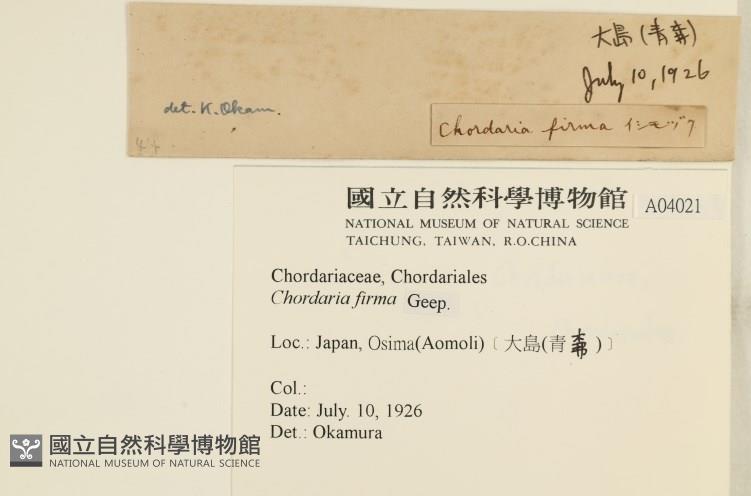 大島(青森)
July 10, 1926
det. K. Okam.
Chordaria firma イシモヅク
國立自然科學博物館
A04021
NATIONAL MUSEUM OF NATURAL SCIENCE
TAICHUNG, TAIWAN, R.O.CHINA
Chordariaceae, Chordariales
Chordaria firma Geep.
Loc.: Japan, Osima(Aomoli)〔大島(青森)〕
Col.:
Date: July. 10, 1926
Det.: Okamura
國立自然科學博物館
NATIONAL MUSEUM OF NATURAL SCIENCE